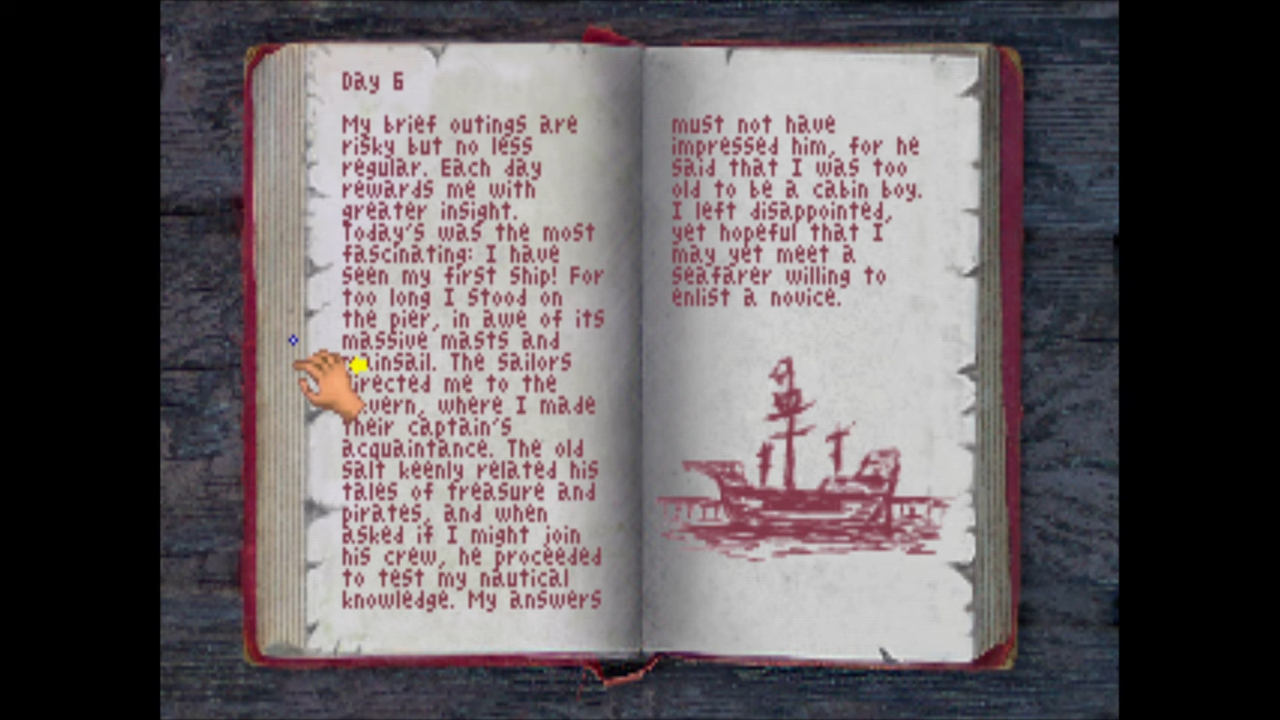 Day 6
My brief outings are
risky but no less
regular. Each day
rewards me with
greater insight.
Today's was the most
fascinating: I have
seen my first ship! For
too long I stood on
the pier, in awe of its
massive masts and
The sailors
me to the
where I made
their captain's
acquaintance. The old
salt keenly related his
tales of treasure and
pirates, and when
asked if I might join
his crew, he proceeded
to test my nautical
knowledge. My answers
must not have
impressed him, for he
said that I was too
old to be a cabin boy.
I left disappointed,
yet hopeful that I
may yet meet a
seafarer willing to
enlist a novice.